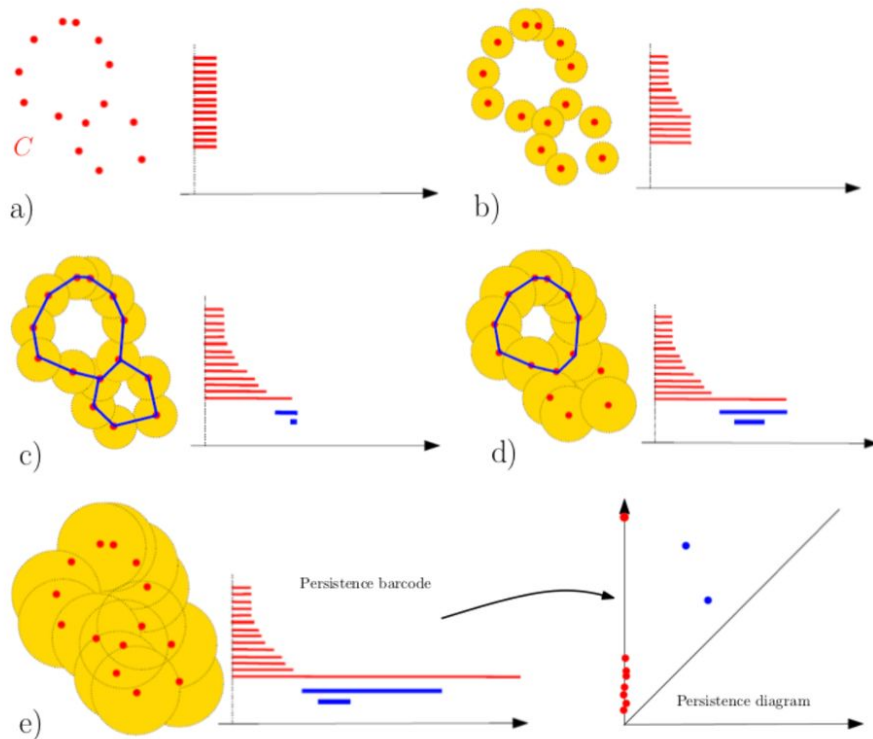 C
a)
b)
c)
d)
Persistence barcode
Persistence diagram
e)